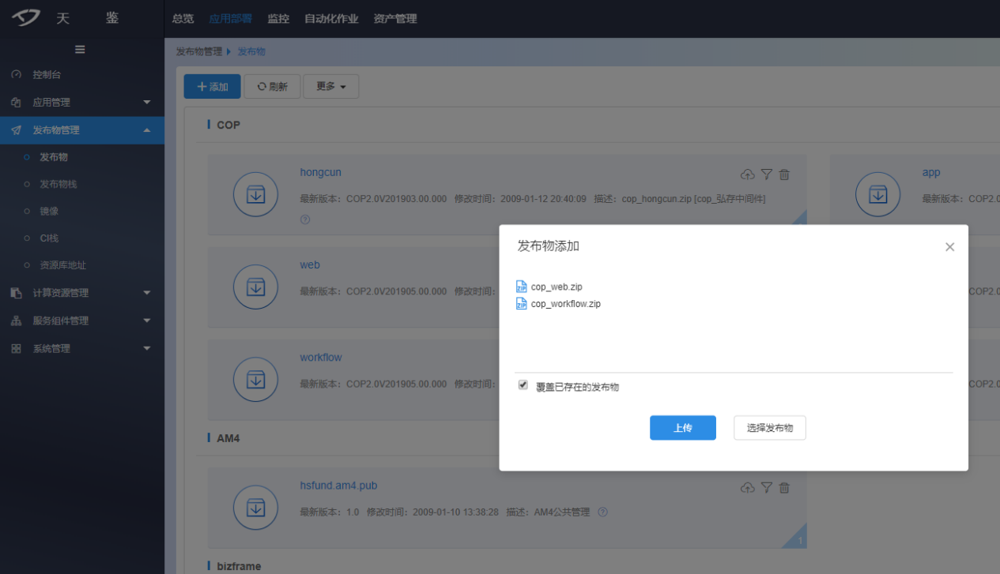 天 鉴
总览 应用部署 监控 自动化作业 资产管理
发布物管理 发布物
控制台
应用管理
发布物管理
发布物
发布物栈
镜像
CI栈
资源库地址
计算资源管理
服务组件管理
系统管理
添加 刷新 更多
COP
hongcun
最新版本：COP2.0V201903.00.000 修改时间：2009-01-12 20:40:09 描述：cop_hongcun.zip [cop_弘存中间件]
app
最新版本：COP2.0
web
最新版本：COP2.0V201905.00.000 修改时间：
COP2.0
workflow
最新版本：COP2.0V201905.00.000 修改时间：
COP2.0
发布物添加
cop_web.zip
cop_workflow.zip
覆盖已存在的发布物
上传 选择发布物
AM4
hsfund.am4.pub
最新版本：1.0 修改时间：2009-01-10 13:38:28 描述：AM4公共管理
1
bizframe